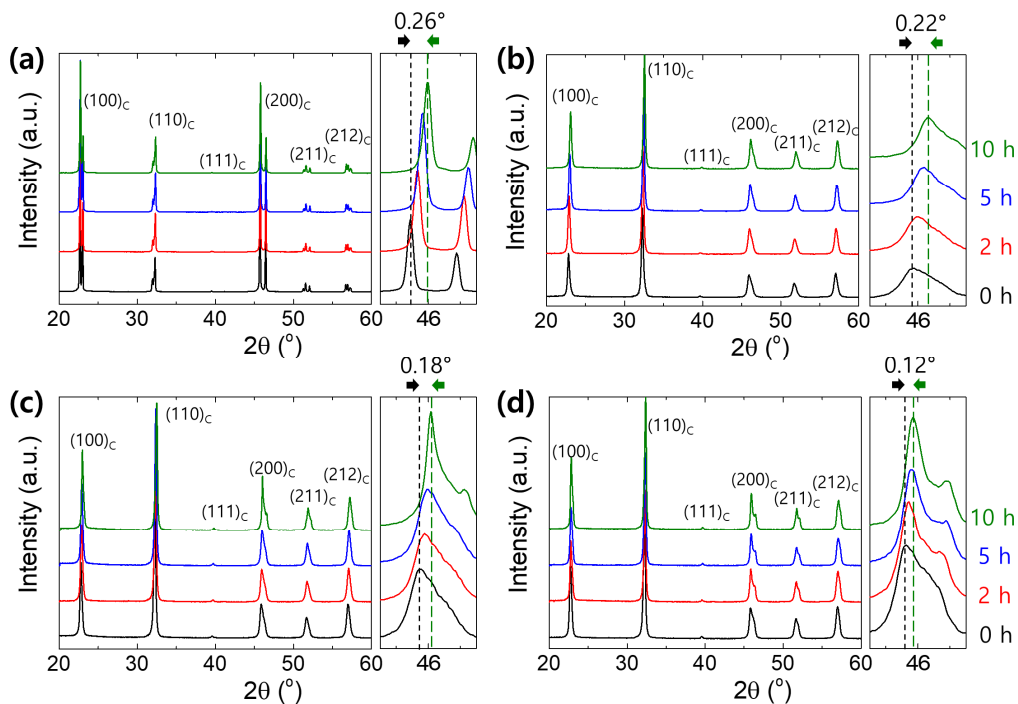 0.26°
(a)
(100)C
(110)C
(111)C
(200)C
(211)C
(212)C
Intensity (a.u.)
20 30 40 50 60
46
2θ (°)
0.22°
(b)
(100)C
(110)C
(111)C
(200)C
(211)C
(212)C
Intensity (a.u.)
10 h
5 h
2 h
0 h
20 30 40 50 60
46
2θ (°)
0.18°
(c)
(100)C
(110)C
(111)C
(200)C
(211)C
(212)C
Intensity (a.u.)
20 30 40 50 60
46
2θ (°)
0.12°
(d)
(100)C
(110)C
(111)C
(200)C
(211)C
(212)C
Intensity (a.u.)
10 h
5 h
2 h
0 h
20 30 40 50 60
46
2θ (°)